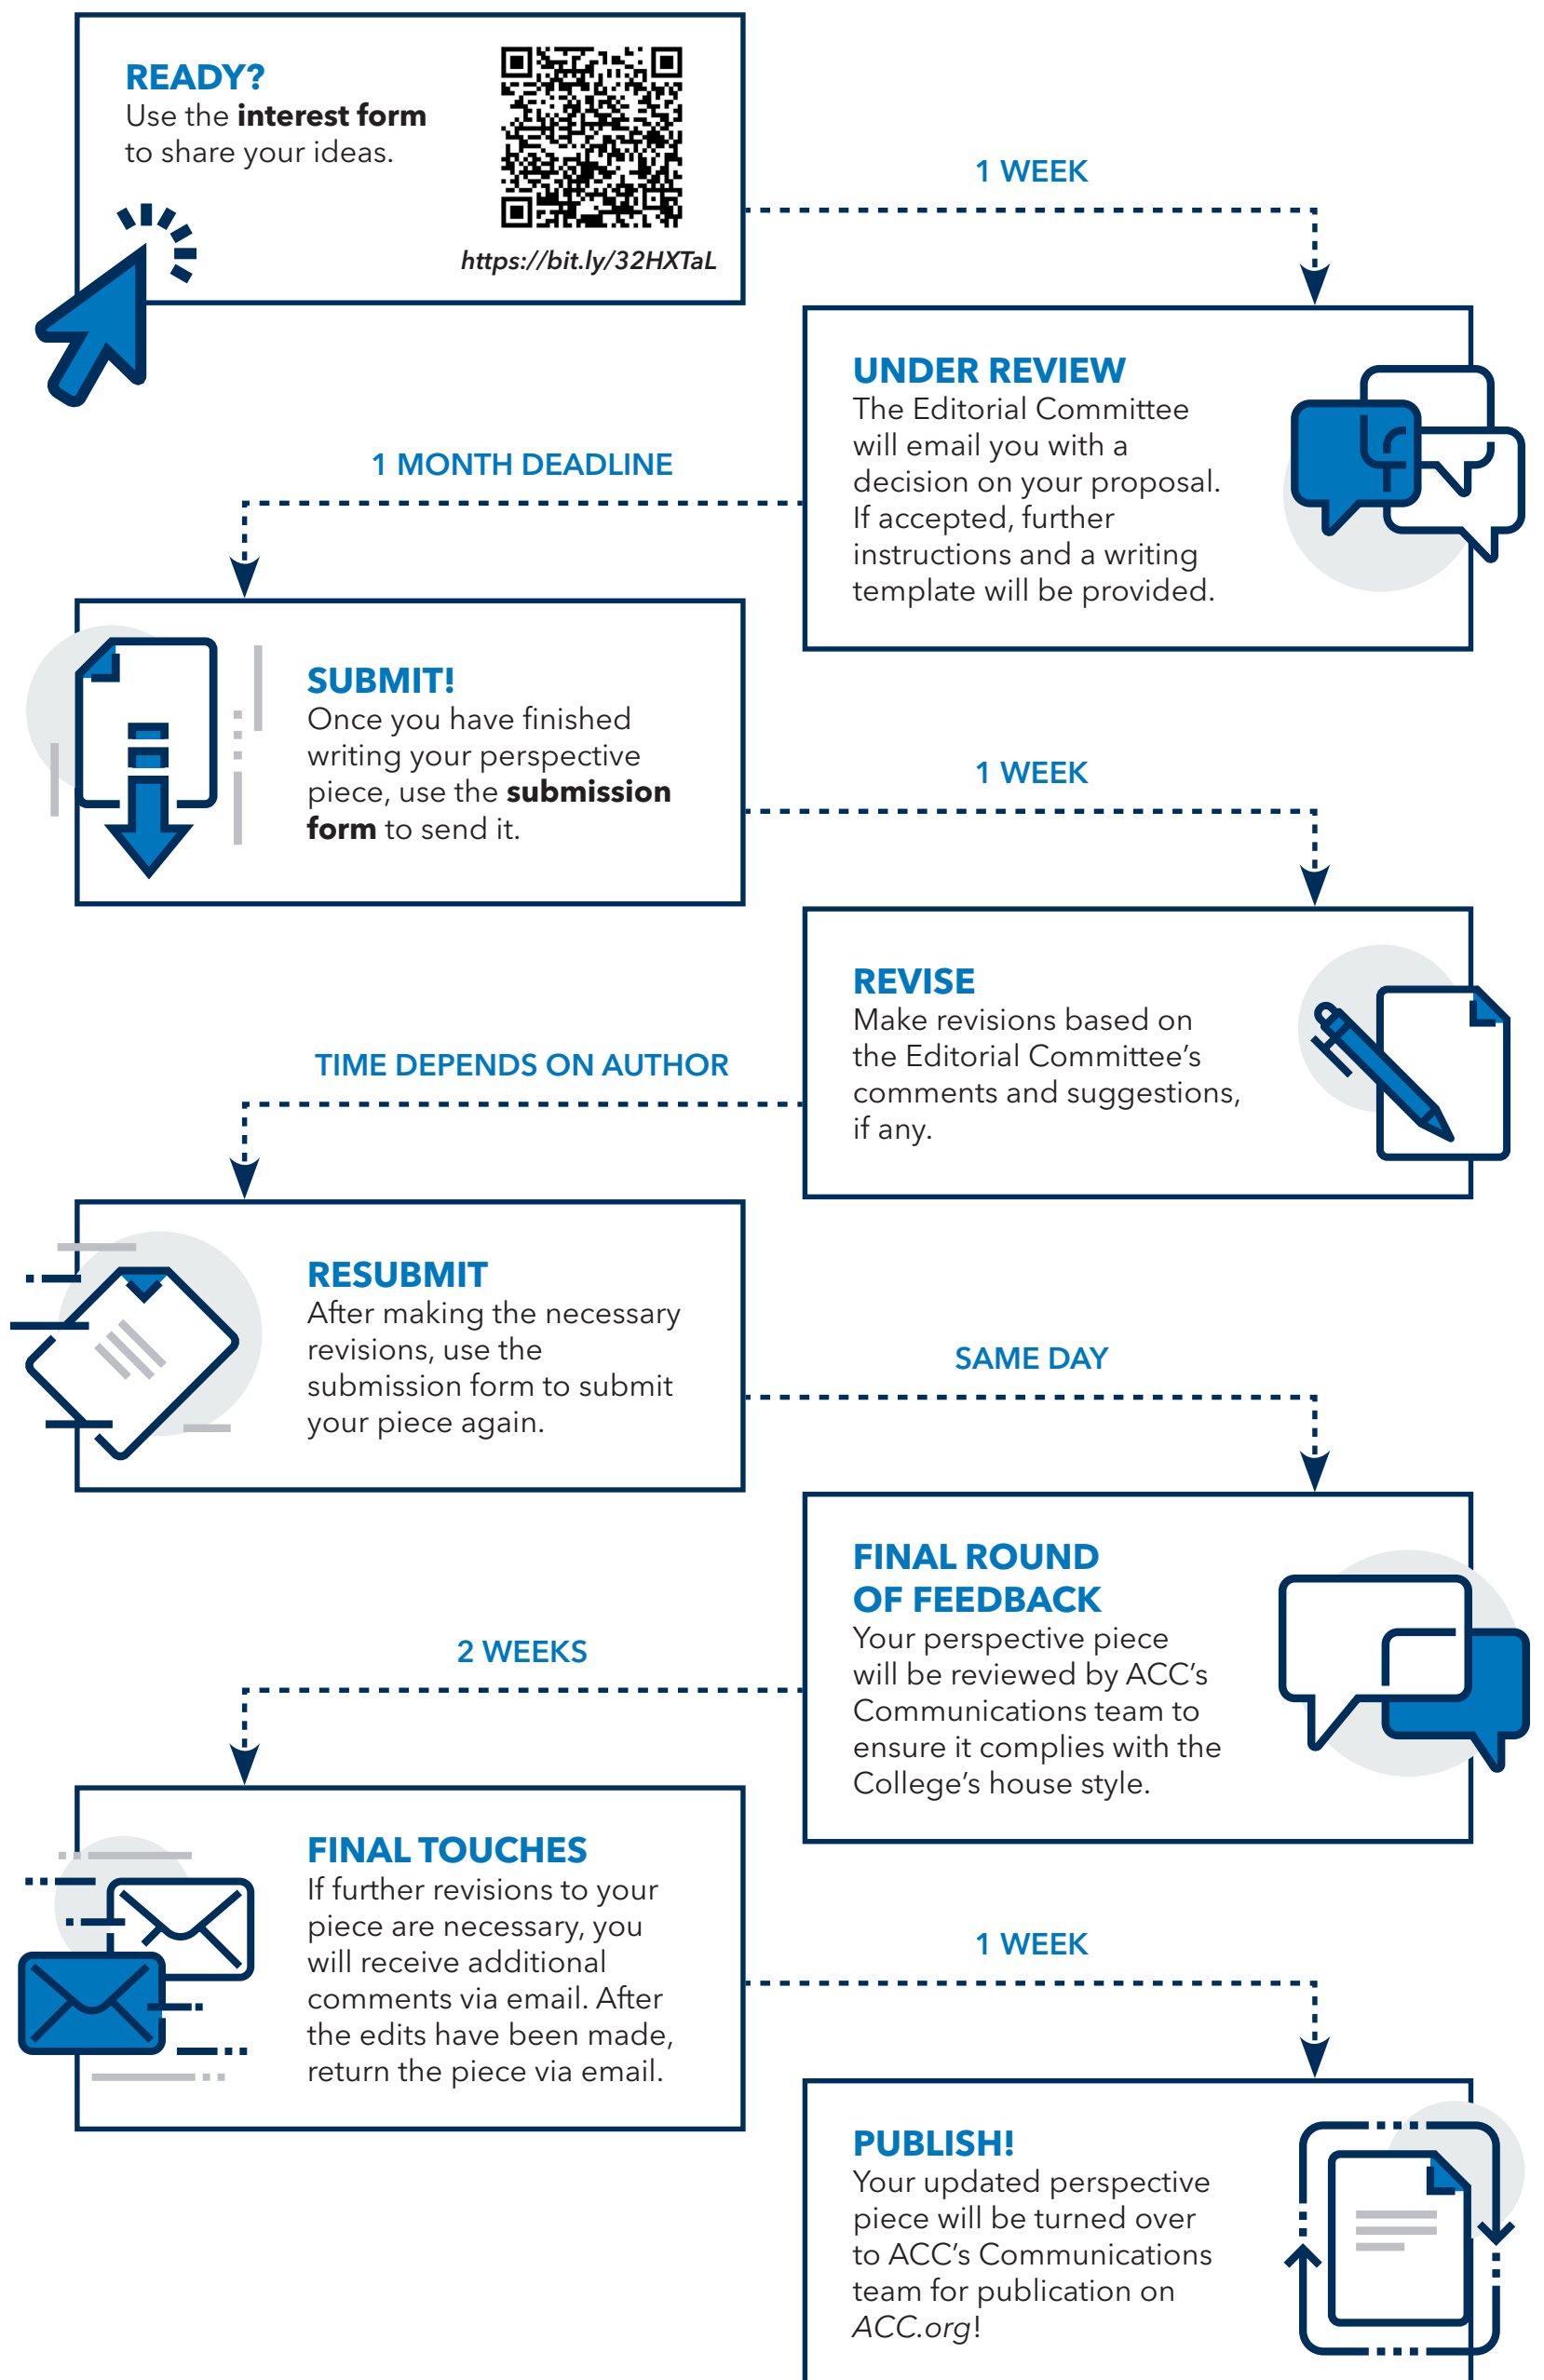 READY?
Use the interest form
to share your ideas.
https://bit.ly/32HXTaL
1 WEEK
UNDER REVIEW
The Editorial Committee
will email you with a
decision on your proposal.
If accepted, further
instructions and a writing
template will be provided.
1 MONTH DEADLINE
SUBMIT!
Once you have finished
writing your perspective
piece, use the submission
form to send it.
1 WEEK
REVISE
Make revisions based on
the Editorial Committee’s
comments and suggestions,
if any.
TIME DEPENDS ON AUTHOR
RESUBMIT
After making the necessary
revisions, use the
submission form to submit
your piece again.
SAME DAY
FINAL ROUND
OF FEEDBACK
Your perspective piece
will be reviewed by ACC’s
Communications team to
ensure it complies with the
College’s house style.
2 WEEKS
FINAL TOUCHES
If further revisions to your
piece are necessary, you
will receive additional
comments via email. After
the edits have been made,
return the piece via email.
1 WEEK
PUBLISH!
Your updated perspective
piece will be turned over
to ACC’s Communications
team for publication on
ACC.org!